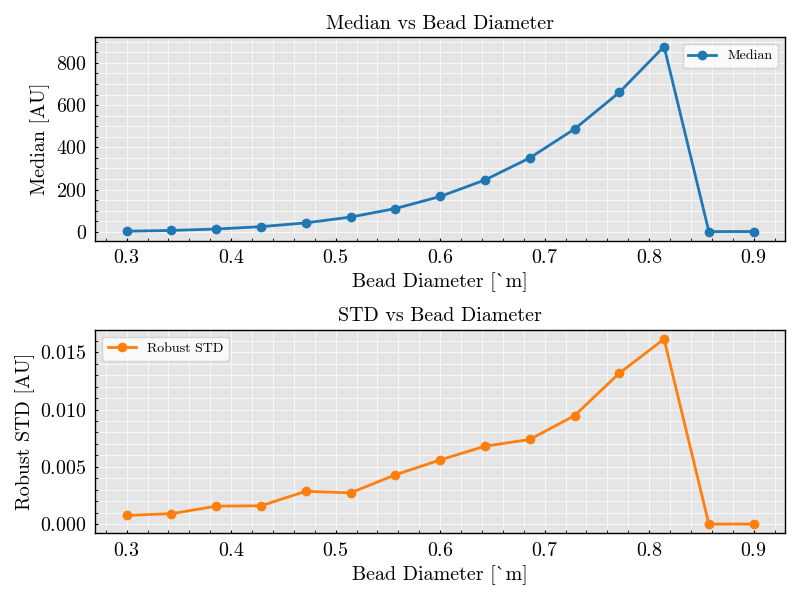 Median vs Bead Diameter
Median [AU]
800
600
400
200
0
Median
0.3 0.4 0.5 0.6 0.7 0.8 0.9
Bead Diameter [`m]
STD vs Bead Diameter
Robust STD [AU]
0.015
0.010
0.005
0.000
Robust STD
0.3 0.4 0.5 0.6 0.7 0.8 0.9
Bead Diameter [`m]